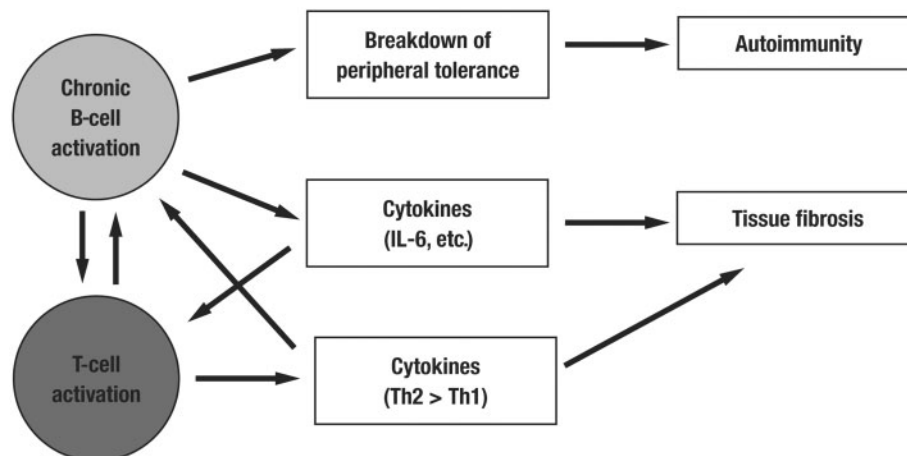 Chronic
B-cell
activation
Breakdown of
peripheral tolerance
Autoimmunity
Cytokines
(IL-6, etc.)
Tissue fibrosis
T-cell
activation
Cytokines
(Th2 > Th1)